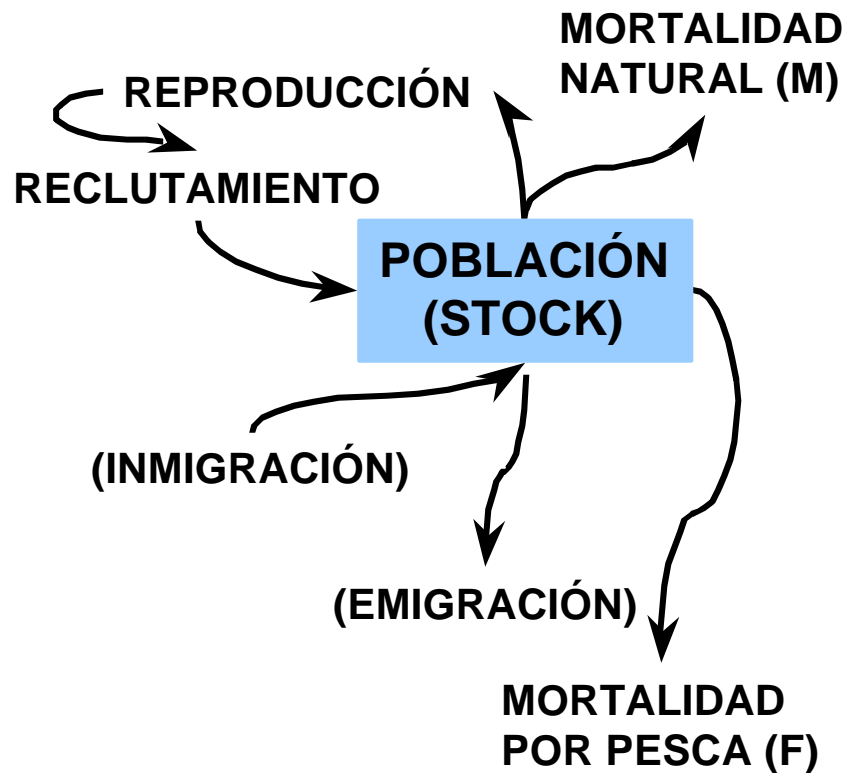 MORTALIDAD
NATURAL (M)
REPRODUCCIÓN
RECLUTAMIENTO
POBLACIÓN
(STOCK)
(INMIGRACIÓN)
(EMIGRACIÓN)
MORTALIDAD
POR PESCA (F)